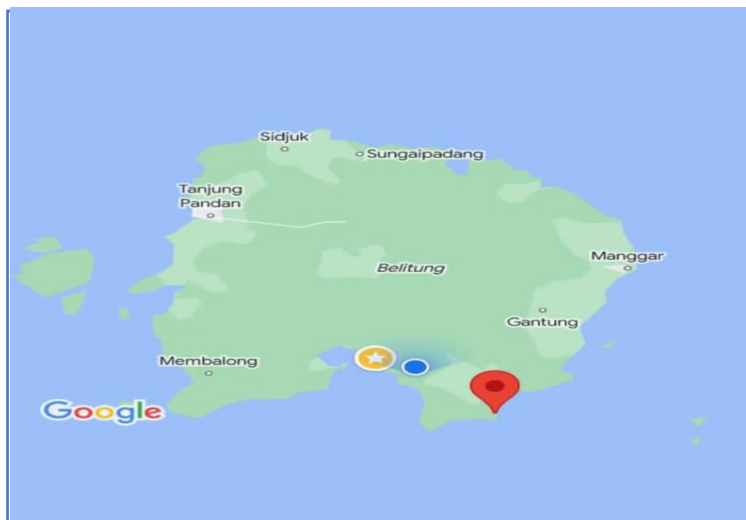 Sidjuk
Sungaipadang
Tanjung
Pandan
Belitung
Manggar
Gantung
Membalong
Google